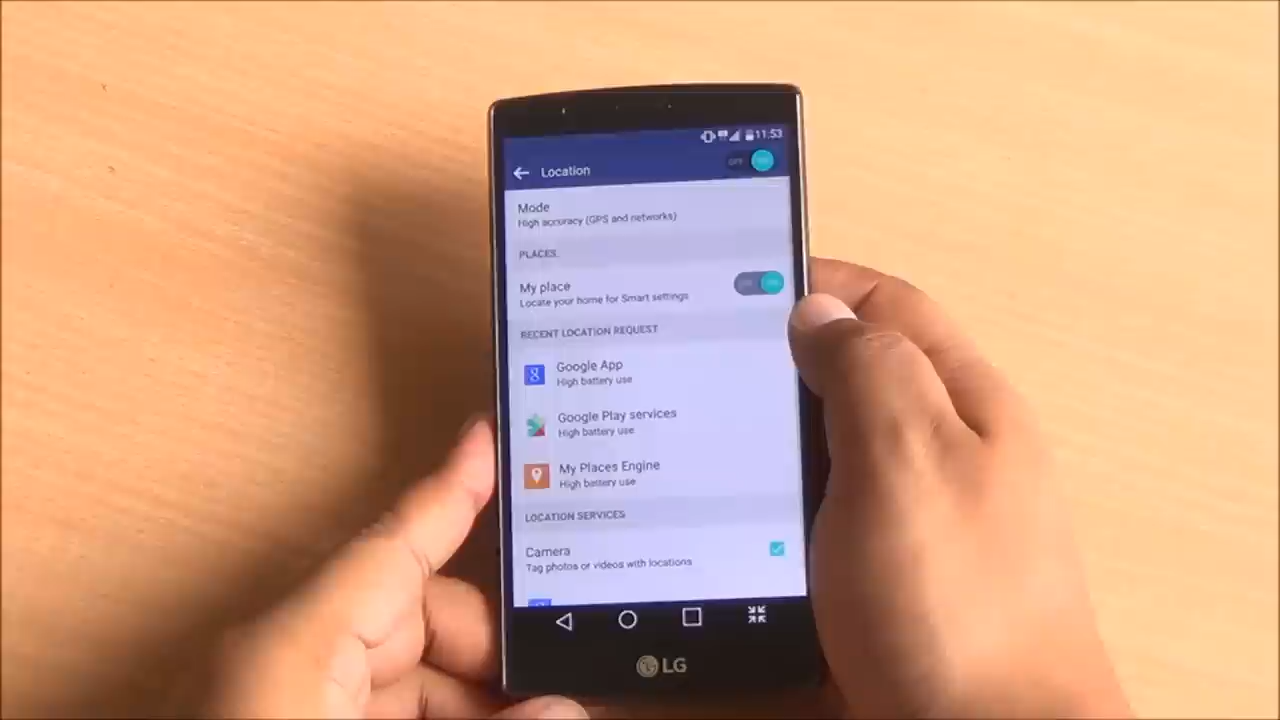 11:53
Location
OFF
Mode
High accuracy (GPS and networks)
PLACES
My place
Locate your home for Smart settings
RECENT LOCATION REQUEST
Google App
High battery use
Google Play services
High battery use
My Places Engine
High battery use
LOCATION SERVICES
Camera
Tag photos or videos with locations
LG